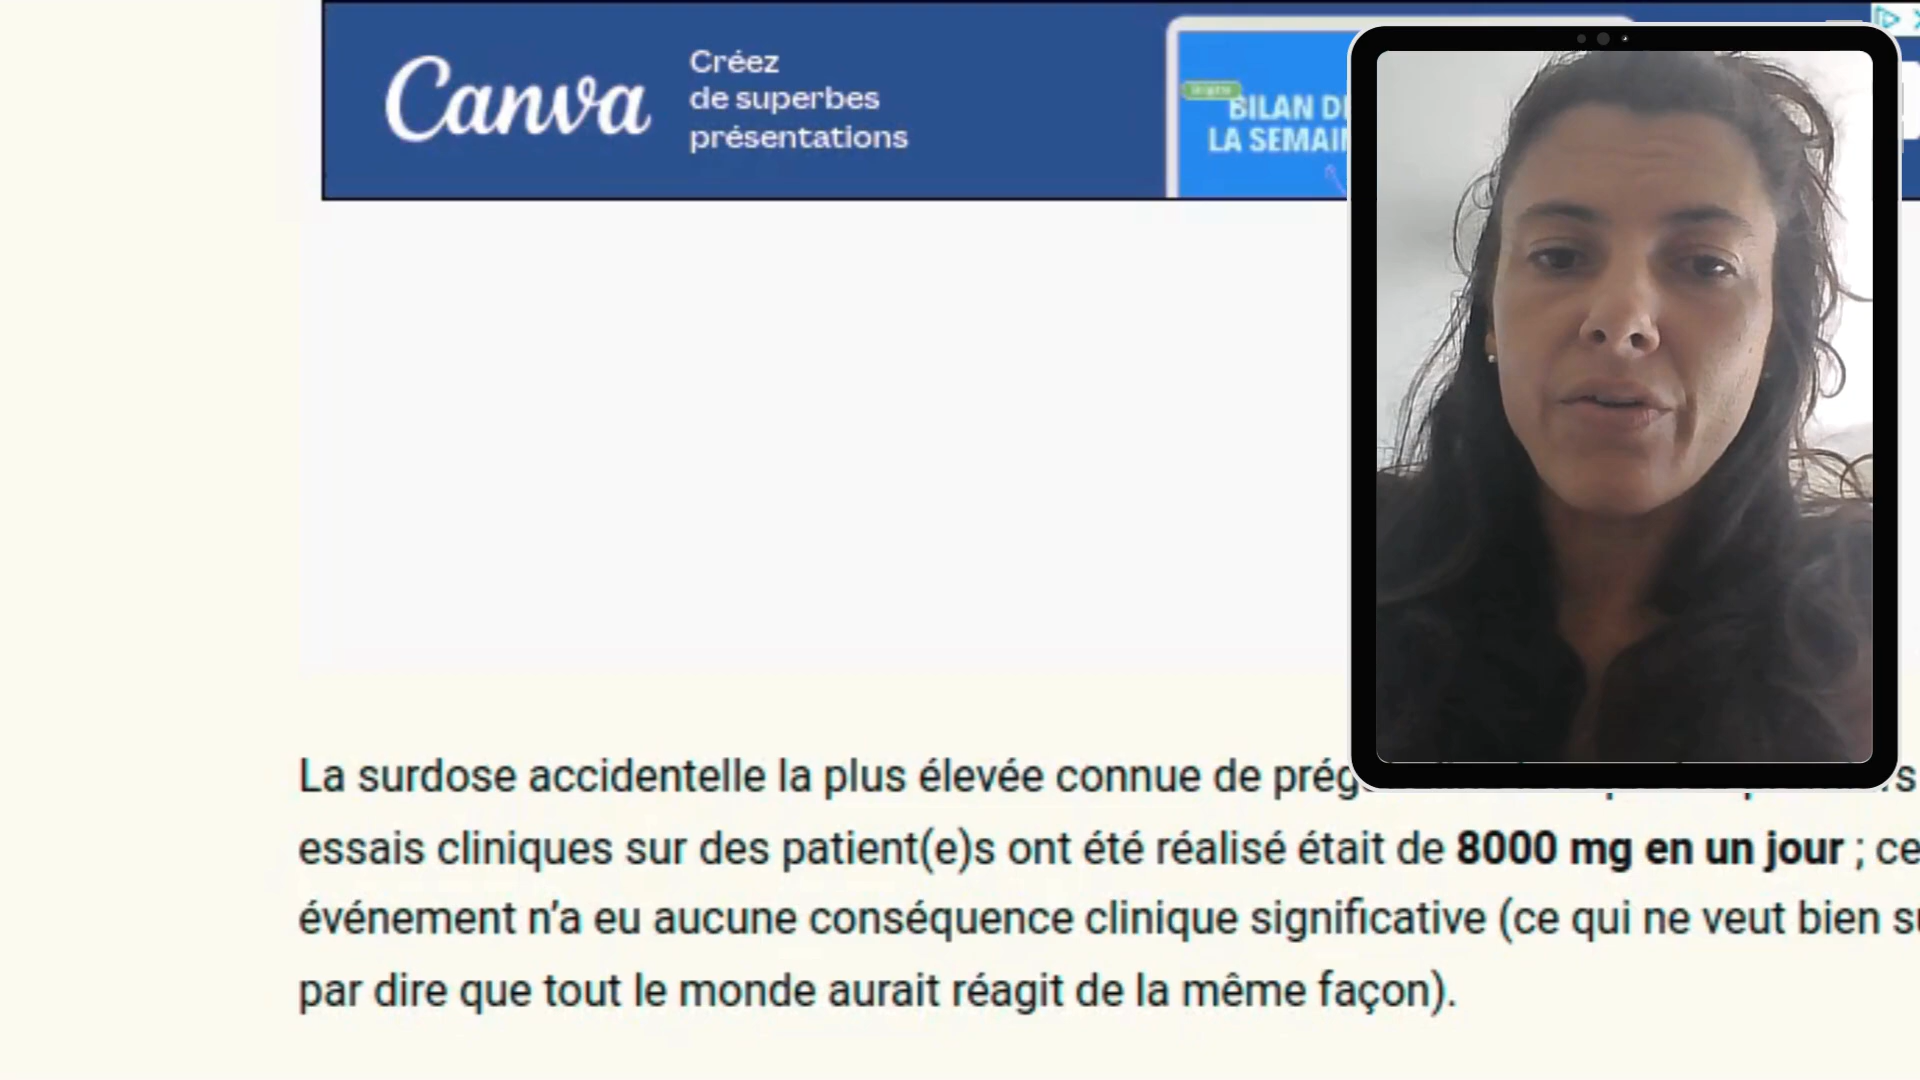 Canva
Créez
de superbes
présentations
BILAN DE
LA SEMAI
La surdose accidentelle la plus élevée connue de prég
essais cliniques sur des patient(e)s ont été réalisé était de 8000 mg en un jour ; ce
événement n’a eu aucune conséquence clinique significative (ce qui ne veut bien s
par dire que tout le monde aurait réagit de la même façon).